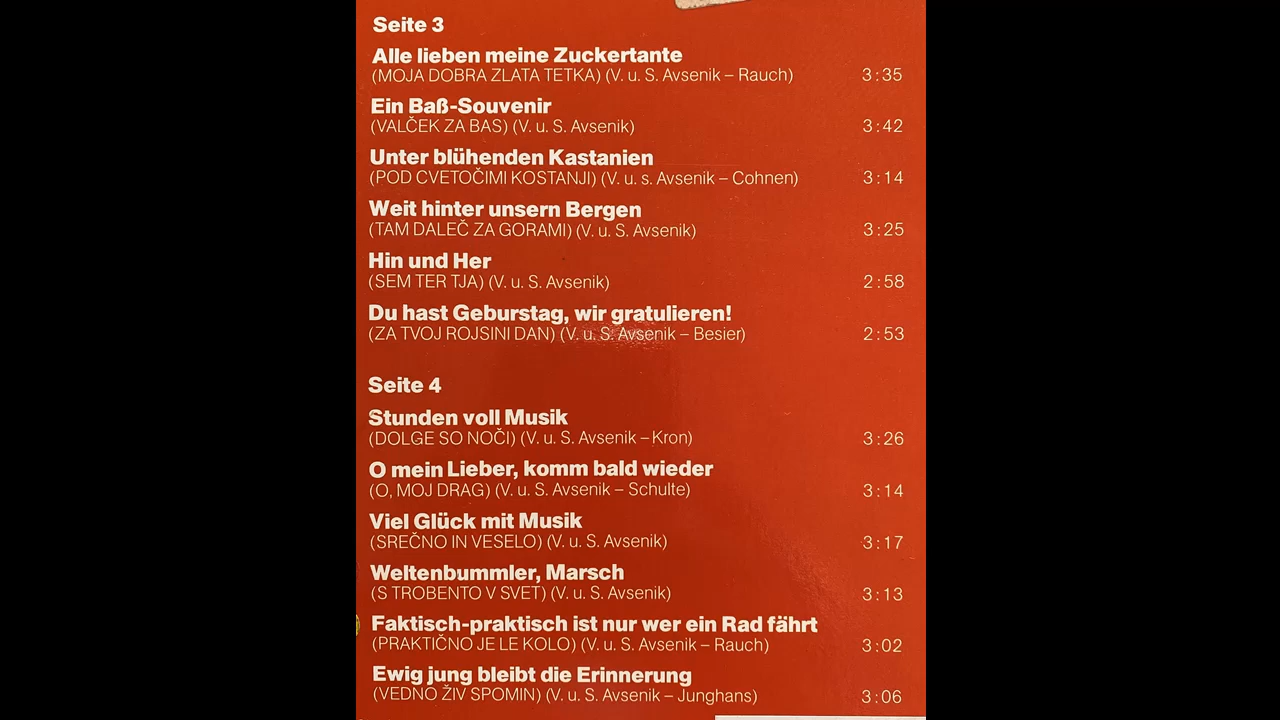 Seite 3
Alle lieben meine Zuckertante
(MOJA DOBRA ZLATA TETKA) (V. u. S. Avsenik – Rauch) 3:35
Ein Baß-Souvenir
(VALČEK ZA BAS) (V. u. S. Avsenik) 3:42
Unter blühenden Kastanien
(POD CVETOČIMI KOSTANJI) (V. u. s. Avsenik – Cohnen) 3:14
Weit hinter unsern Bergen
(TAM DALEČ ZA GORAMI) (V. u. S. Avsenik) 3:25
Hin und Her
(SEM TER TJA) (V. u. S. Avsenik) 2:58
Du hast Geburstag, wir gratulieren!
(ZA TVOJ ROJSINI DAN) (V. u. S. Avsenik – Besier) 2:53
Seite 4
Stunden voll Musik
(DOLGE SO NOČI) (V. u. S. Avsenik – Kron) 3:26
O mein Lieber, komm bald wieder
(O, MOJ DRAG) (V. u. S. Avsenik – Schulte) 3:14
Viel Glück mit Musik
(SREČNO IN VESELO) (V. u. S. Avsenik) 3:17
Weltenbummler, Marsch
(S TROBENTO V SVET) (V. u. S. Avsenik) 3:13
Faktisch-praktisch ist nur wer ein Rad fährt
(PRAKTIČNO JE LE KOLO) (V. u. S. Avsenik – Rauch) 3:02
Ewig jung bleibt die Erinnerung
(VEDNO ŽIV SPOMIN) (V. u. S. Avsenik – Junghans) 3:06